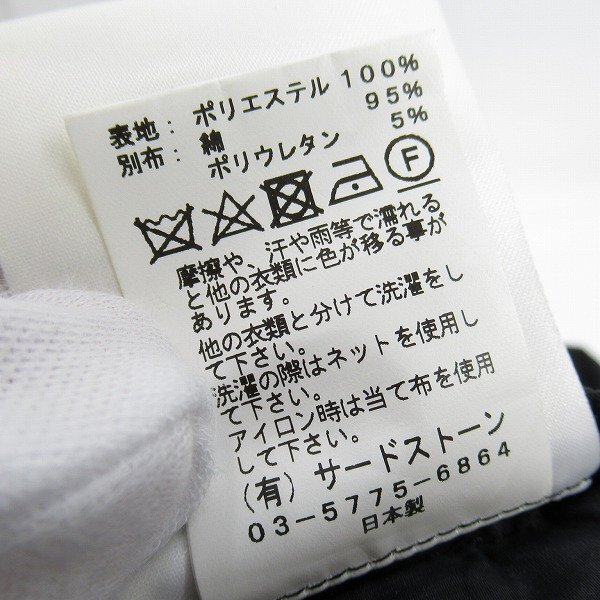 表地: ポリエステル 100%
別布: 綿 95%
ポリウレタン 5%
F
摩擦や、汗や雨等で濡れる
と他の衣類に色が移る事が
あります。
他の衣類と分けて洗濯をし
て下さい。
洗濯の際はネットを使用し
て下さい。
アイロン時は当て布を使用
して下さい。
(有) サードストーン
03-5775-6864
日本製